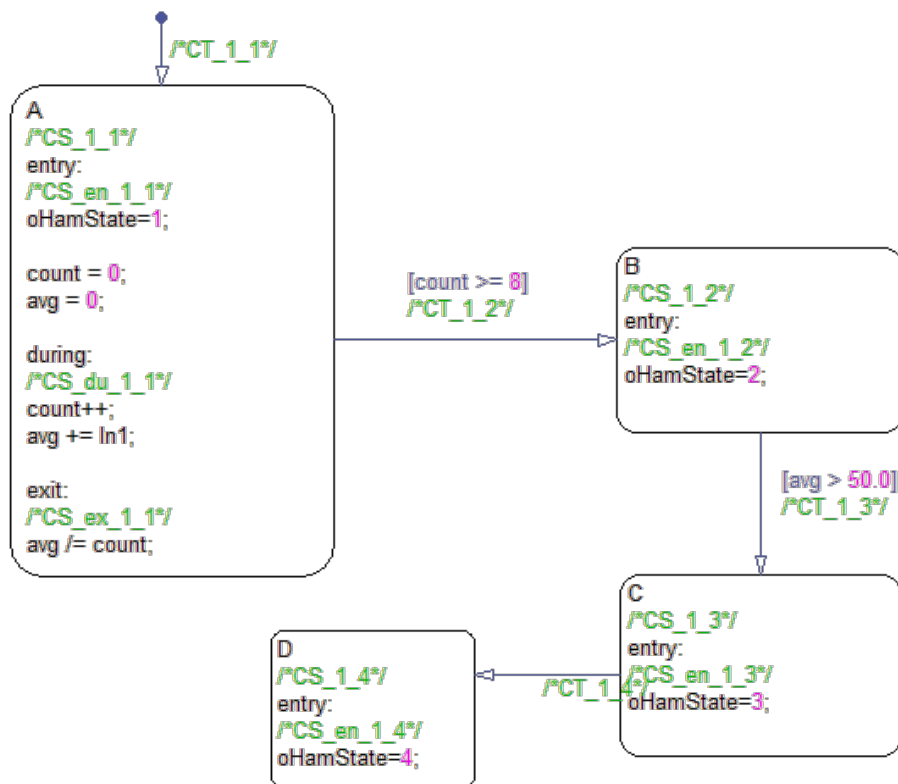 /*CT_1_1*/
A
/*CS_1_1*/
entry:
/*CS_en_1_1*/
oHamState=1;
count = 0;
avg = 0;
during:
/*CS_du_1_1*/
count++;
avg += In1;
exit:
/*CS_ex_1_1*/
avg /= count;
[count >= 8]
/*CT_1_2*/
B
/*CS_1_2*/
entry:
/*CS_en_1_2*/
oHamState=2;
[avg > 50.0]
/*CT_1_3*/
C
/*CS_1_3*/
entry:
/*CS_en_1_3*/
oHamState=3;
/*CT_1_4*/
D
/*CS_1_4*/
entry:
/*CS_en_1_4*/
oHamState=4;